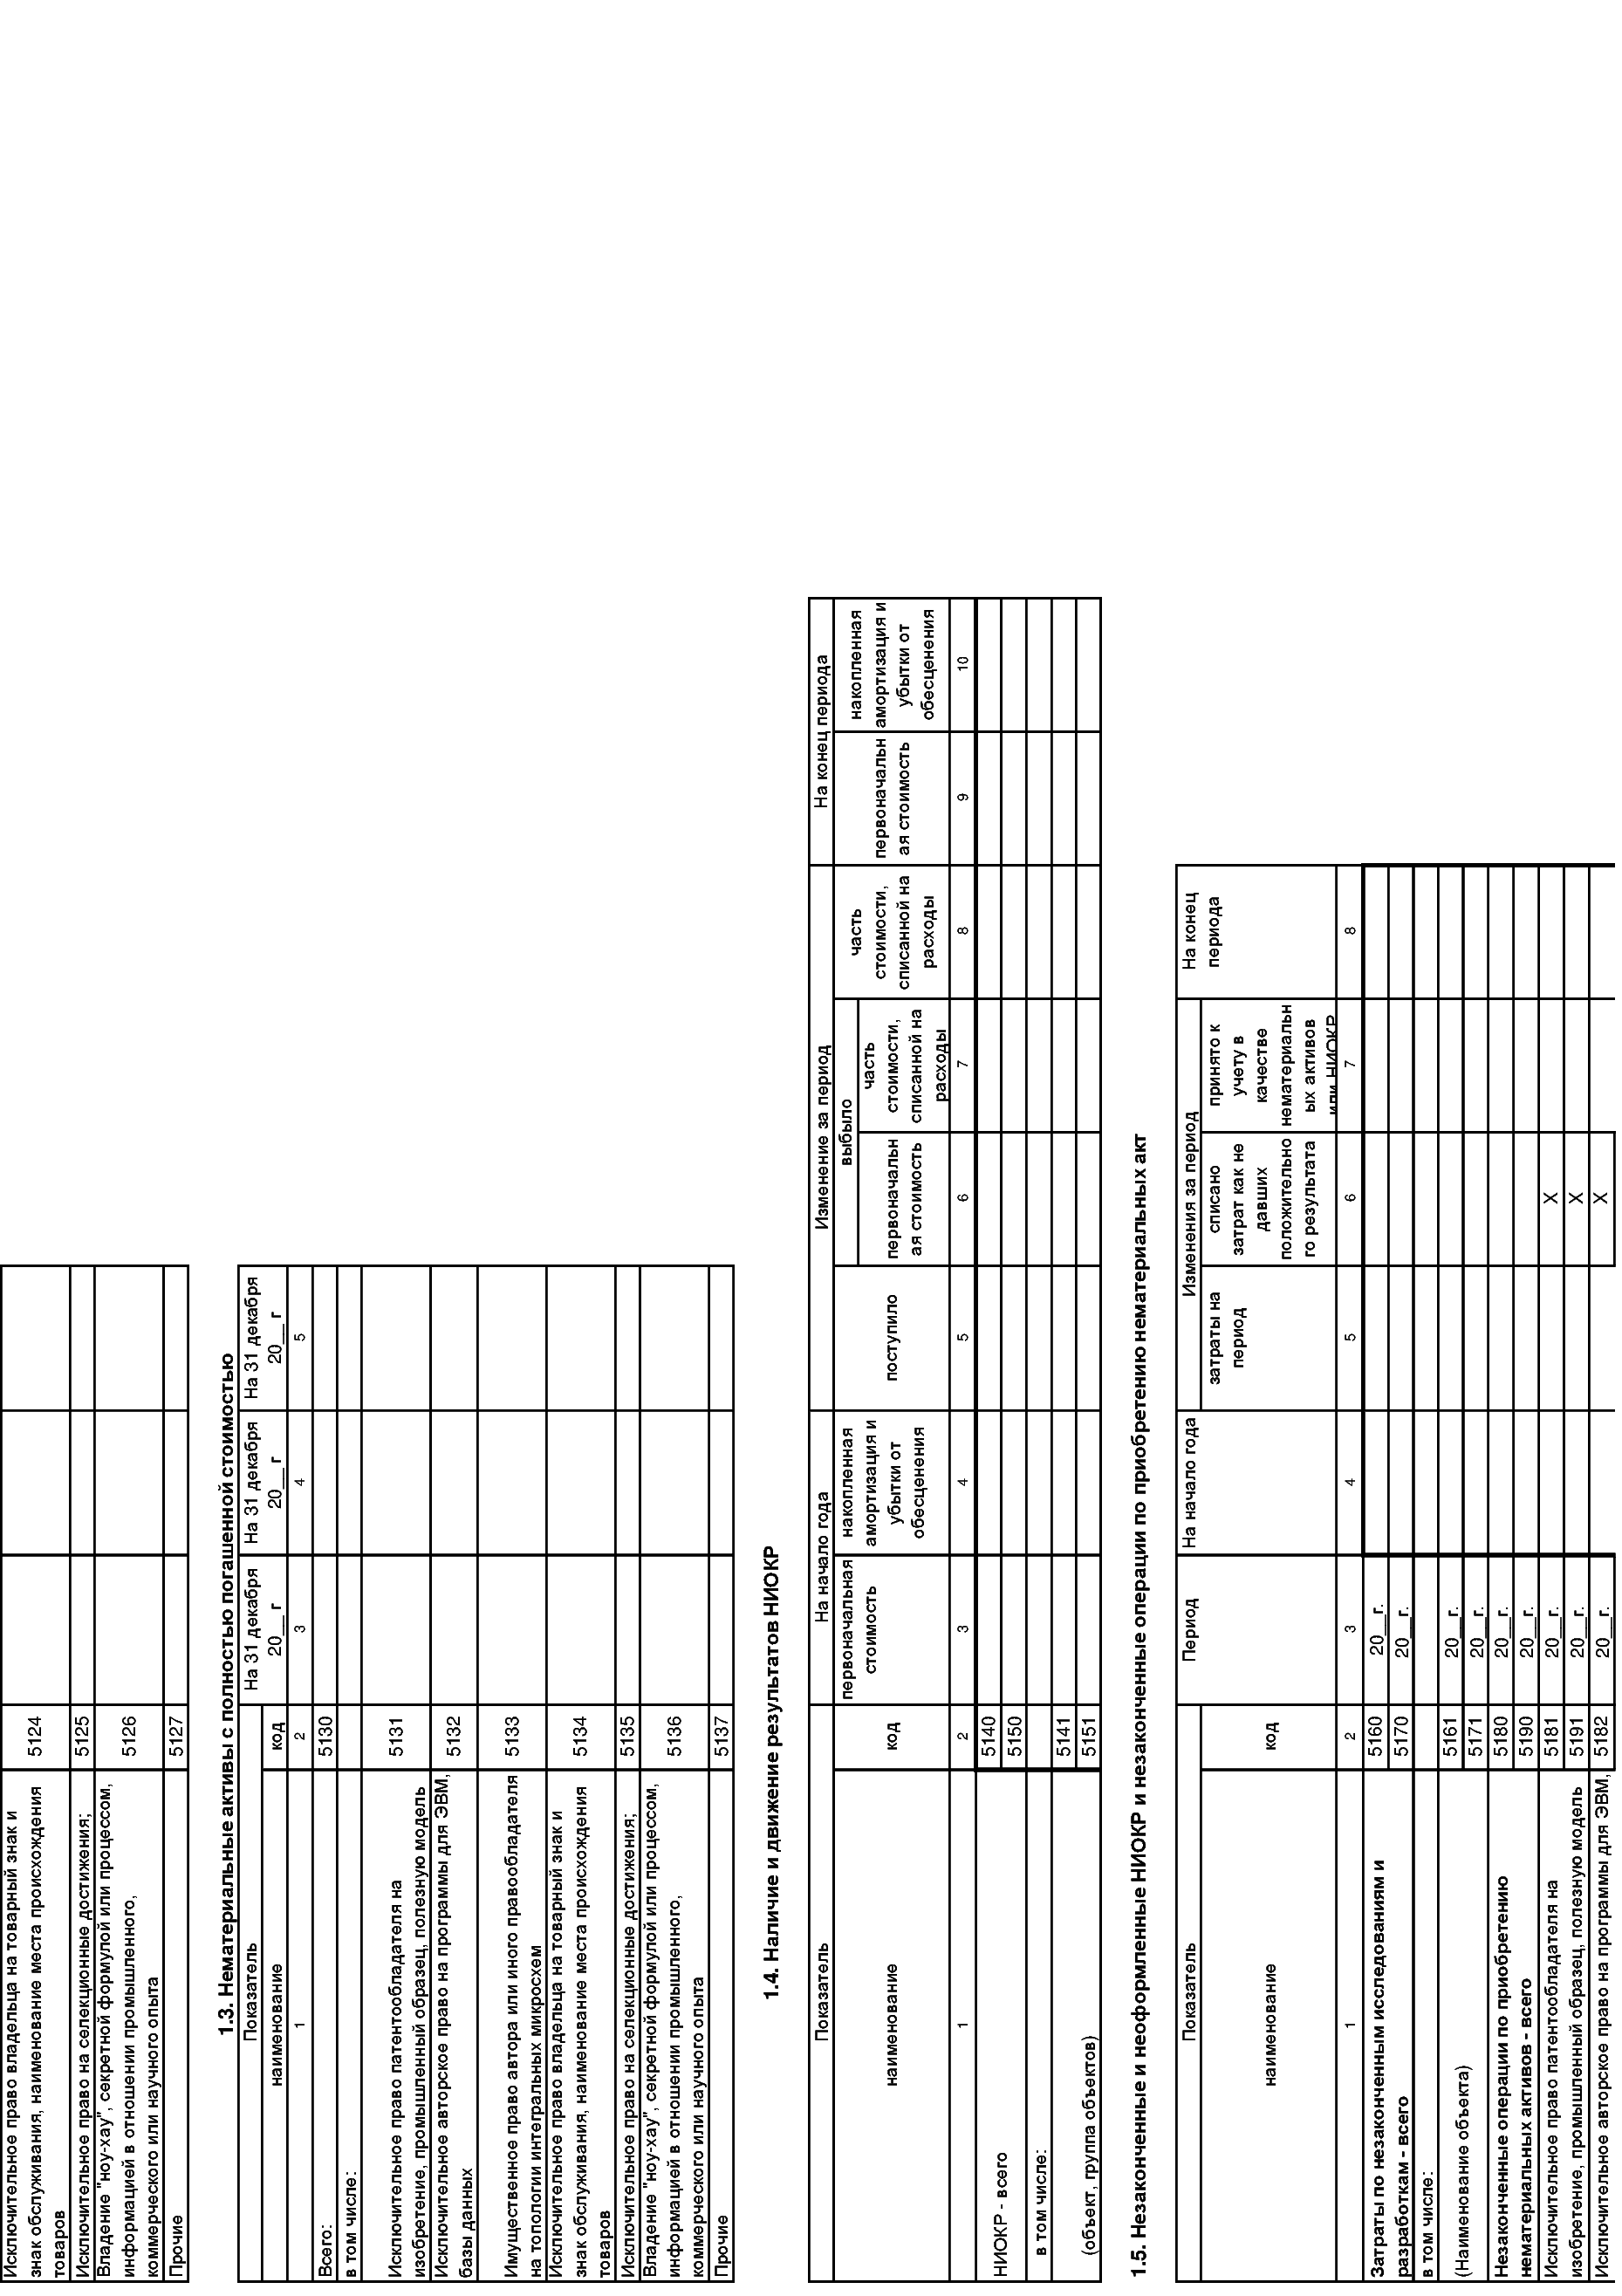 Исключительное право владельца на товарный знак и
знак обслуживания, наименование места происхождения
товаров
5124
Исключительное право на селекционные достижения;
5125
Владение "ноу-хау", секретной формулой или процессом,
информацией в отношении промышленного,
коммерческого или научного опыта
5126
Прочие
5127
1.3. Нематериальные активы с полностью погашенной стоимостью
Показатель
На 31 декабря
20__ г
На 31 декабря
20__ г
На 31 декабря
20__ г
наименование
код
1
2
3
4
5
Всего:
5130
в том числе:
Исключительное право патентообладателя на
изобретение, промышленный образец, полезную модель
5131
Исключительное авторское право на программы для ЭВМ,
базы данных
5132
Имущественное право автора или иного правообладателя
на топологии интегральных микросхем
5133
Исключительное право владельца на товарный знак и
знак обслуживания, наименование места происхождения
товаров
5134
Исключительное право на селекционные достижения;
5135
Владение "ноу-хау", секретной формулой или процессом,
информацией в отношении промышленного,
коммерческого или научного опыта
5136
Прочие
5137
1.4. Наличие и движение результатов НИОКР
Показатель
На начало года
Изменение за период
На конец периода
наименование
код
первоначальная
стоимость
накопленная
амортизация и
убытки от
обесценения
поступило
выбыло
первоначальн
ая стоимость
часть
стоимости,
списанной на
расходы
часть
стоимости,
списанной на
расходы
первоначальн
ая стоимость
накопленная
амортизация и
убытки от
обесценения
1
2
3
4
5
6
7
8
9
10
НИОКР - всего
5140
5150
в том числе:
5141
(объект, группа объектов)
5151
1.5. Незаконченные и неоформленные НИОКР и незаконченные операции по приобретению нематериальных акт
Показатель
Период
На начало года
Изменения за период
На конец
периода
наименование
код
затраты на
период
списано
затрат как не
давших
положительно
го результата
принято к
учету в
качестве
нематериальн
ых активов
или НИОКР
1
2
3
4
5
6
7
8
Затраты по незаконченным исследованиям и
разработкам - всего
5160
20__г.
5170
20__г.
в том числе:
(Наименование объекта)
5161
20__г.
5171
20__г.
Незаконченные операции по приобретению
нематериальных активов - всего
5180
20__г.
5190
20__г.
Исключительное право патентообладателя на
изобретение, промышленный образец, полезную модель
5181
20__г.
X
5191
20__г.
X
Исключительное авторское право на программы для ЭВМ,
5182
20__г.
X